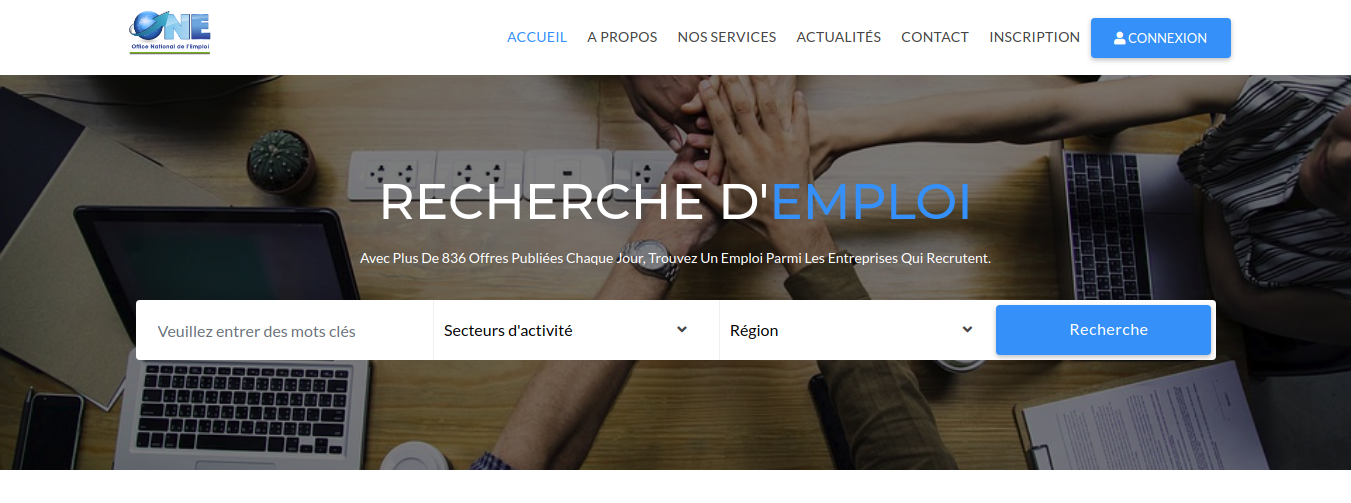 ONE
Office National de l'Emploi
ACCUEIL A PROPOS NOS SERVICES ACTUALITÉS CONTACT INSCRIPTION CONNEXION
RECHERCHE D'EMPLOI
Avec Plus De 836 Offres Publiées Chaque Jour, Trouvez Un Emploi Parmi Les Entreprises Qui Recrutent.
Veuillez entrer des mots clés Secteurs d'activité Région Recherche